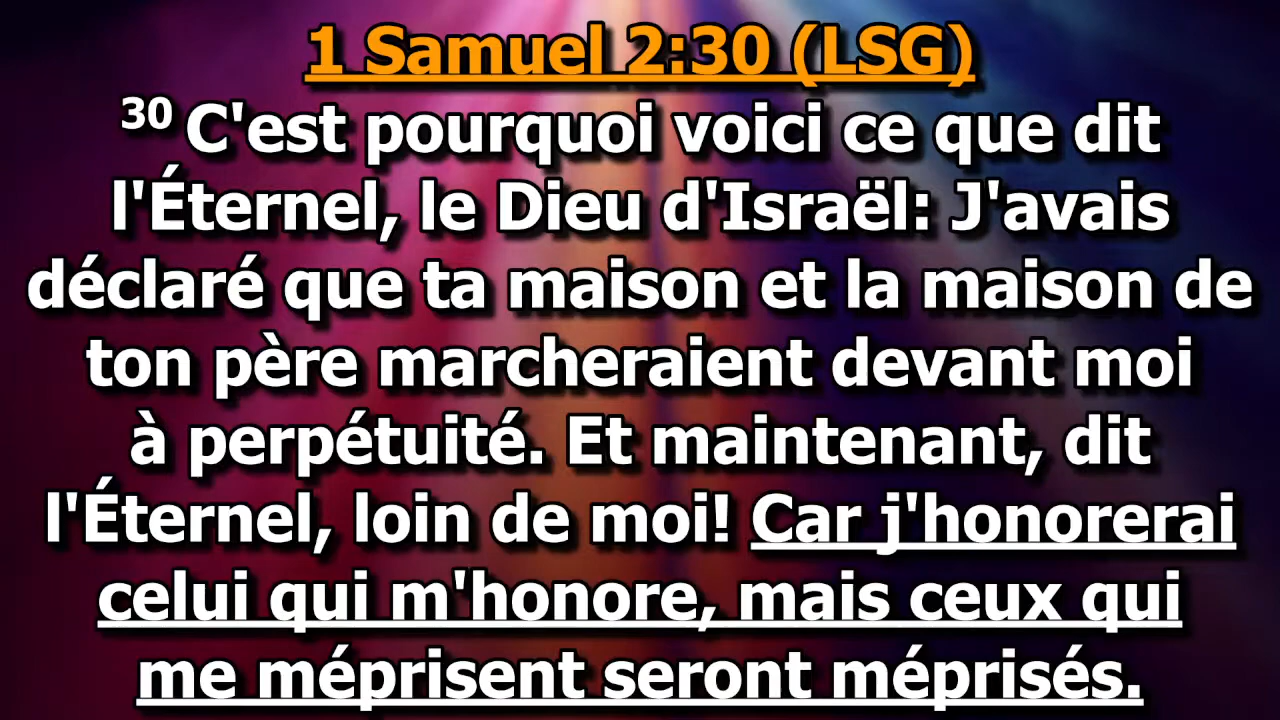 1 Samuel 2:30 (LSG)
30 C'est pourquoi voici ce que dit
l'Éternel, le Dieu d'Israël: J'avais
déclaré que ta maison et la maison de
ton père marcheraient devant moi
à perpétuité. Et maintenant, dit
l'Éternel, loin de moi! Car j'honorerai
celui qui m'honore, mais ceux qui
me méprisent seront méprisés.